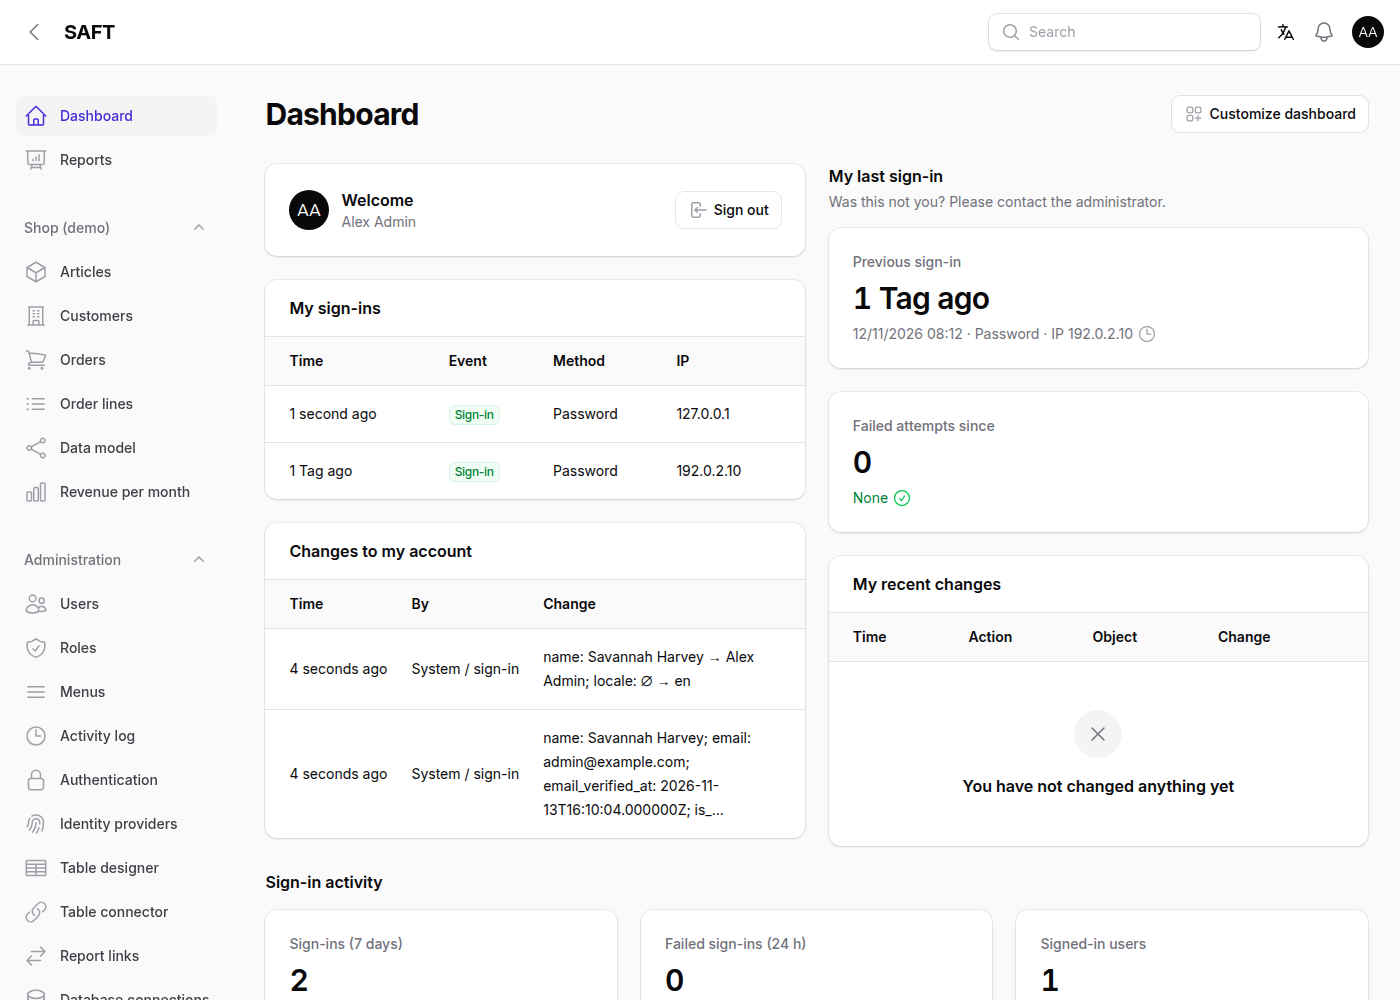 SAFT
Search
AA
Dashboard
Reports
Shop (demo)
Articles
Customers
Orders
Order lines
Data model
Revenue per month
Administration
Users
Roles
Menus
Activity log
Authentication
Identity providers
Table designer
Table connector
Report links
Database connections
Dashboard
Customize dashboard
AA
Welcome
Alex Admin
Sign out
My sign-ins
Time Event Method IP
1 second ago Sign-in Password 127.0.0.1
1 Tag ago Sign-in Password 192.0.2.10
Changes to my account
Time By Change
4 seconds ago System / sign-in name: Savannah Harvey → Alex
Admin; locale: ∅ → en
4 seconds ago System / sign-in name: Savannah Harvey; email:
admin@example.com;
email_verified_at: 2026-11-
13T16:10:04.000000Z; is_...
My last sign-in
Was this not you? Please contact the administrator.
Previous sign-in
1 Tag ago
12/11/2026 08:12 · Password · IP 192.0.2.10
Failed attempts since
0
None
My recent changes
Time Action Object Change
You have not changed anything yet
Sign-in activity
Sign-ins (7 days)
2
Failed sign-ins (24 h)
0
Signed-in users
1